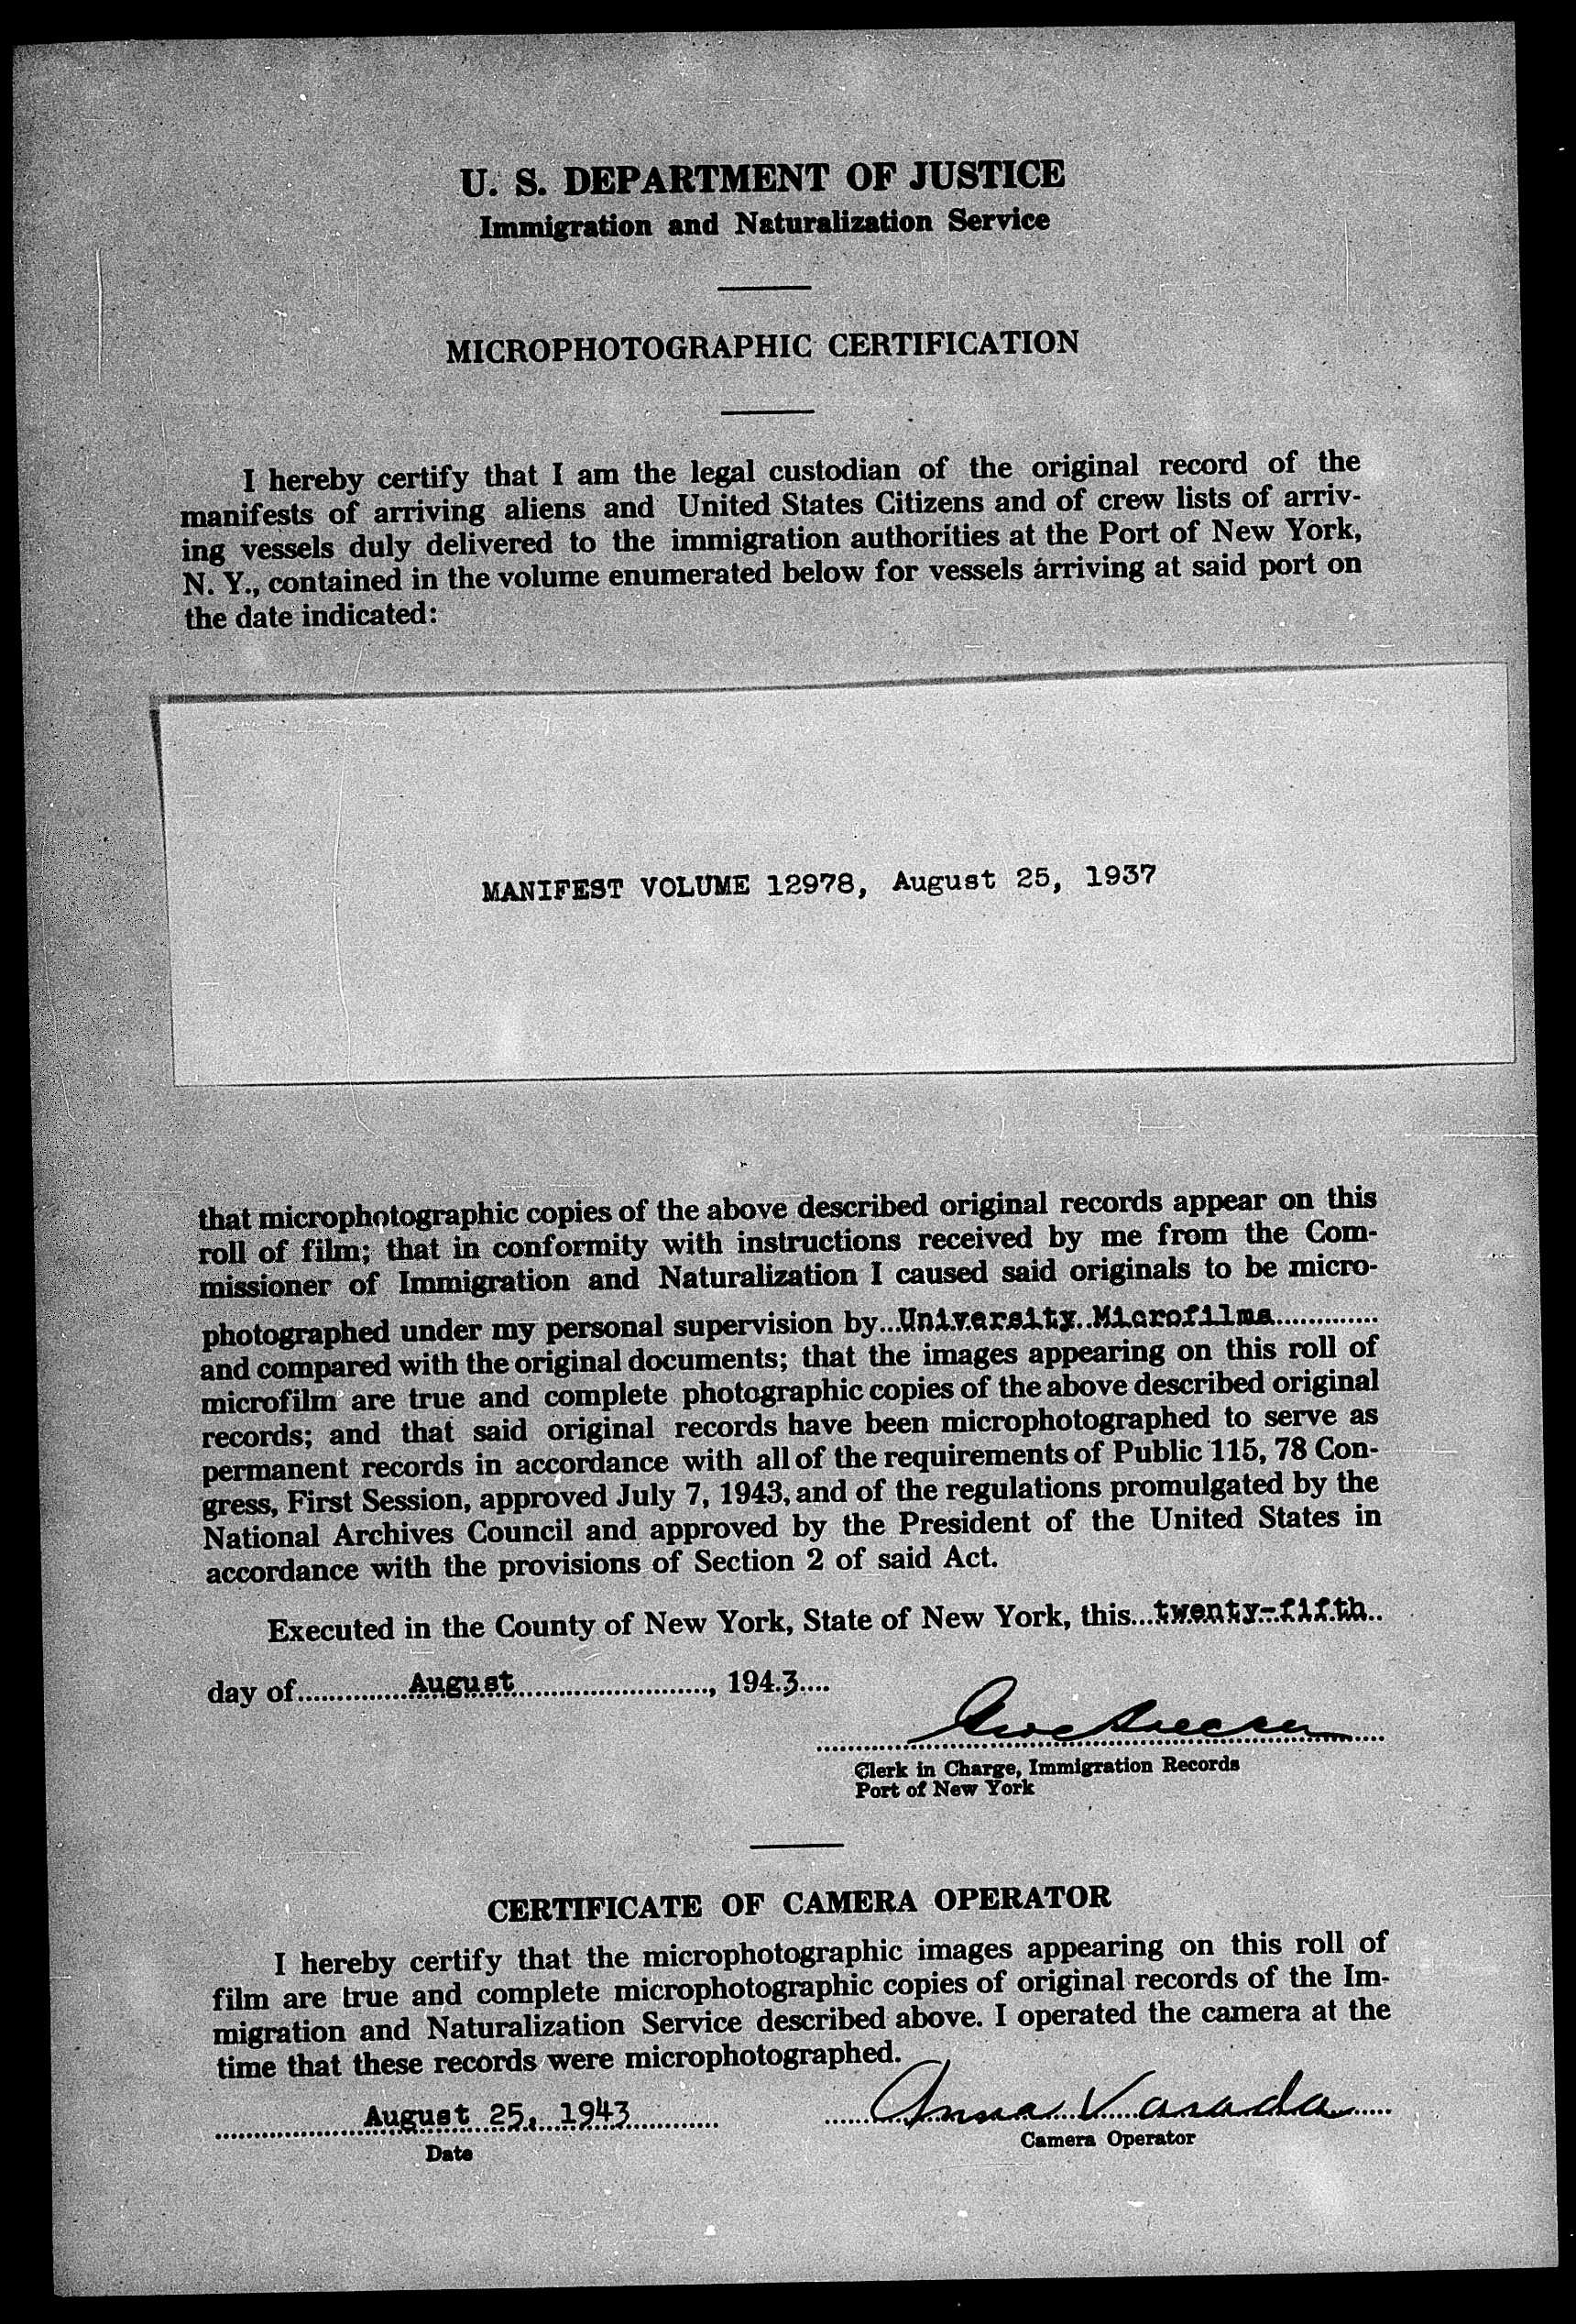 U. S. DEPARTMENT OF JUSTICE
Immigration and Naturalization Service
MICROPHOTOGRAPHIC CERTIFICATION
I hereby certify that I am the legal custodian of the original record of the
manifests of arriving aliens and United States Citizens and of crew lists of arriv-
ing vessels duly delivered to the immigration authorities at the Port of New York,
N. Y., contained in the volume enumerated below for vessels arriving at said port on
the date indicated:
MANIFEST VOLUME 12978, August 25, 1937
that microphotographic copies of the above described original records appear on this
roll of film; that in conformity with instructions received by me from the Com-
missioner of Immigration and Naturalization I caused said originals to be micro-
photographed under my personal supervision by...University Microfilms.............
and compared with the original documents; that the images appearing on this roll of
microfilm are true and complete photographic copies of the above described original
records; and that said original records have been microphotographed to serve as
permanent records in accordance with all of the requirements of Public 115, 78 Con-
gress, First Session, approved July 7, 1943, and of the regulations promulgated by the
National Archives Council and approved by the President of the United States in
accordance with the provisions of Section 2 of said Act.
Executed in the County of New York, State of New York, this...twenty-fifth..
day of...............August..........................., 194.3....
Clerk in Charge, Immigration Records
Port of New York
CERTIFICATE OF CAMERA OPERATOR
I hereby certify that the microphotographic images appearing on this roll of
film are true and complete microphotographic copies of original records of the Im-
migration and Naturalization Service described above. I operated the camera at the
time that these records were microphotographed.
August 25, 1943 Anna Varada
Date Camera Operator